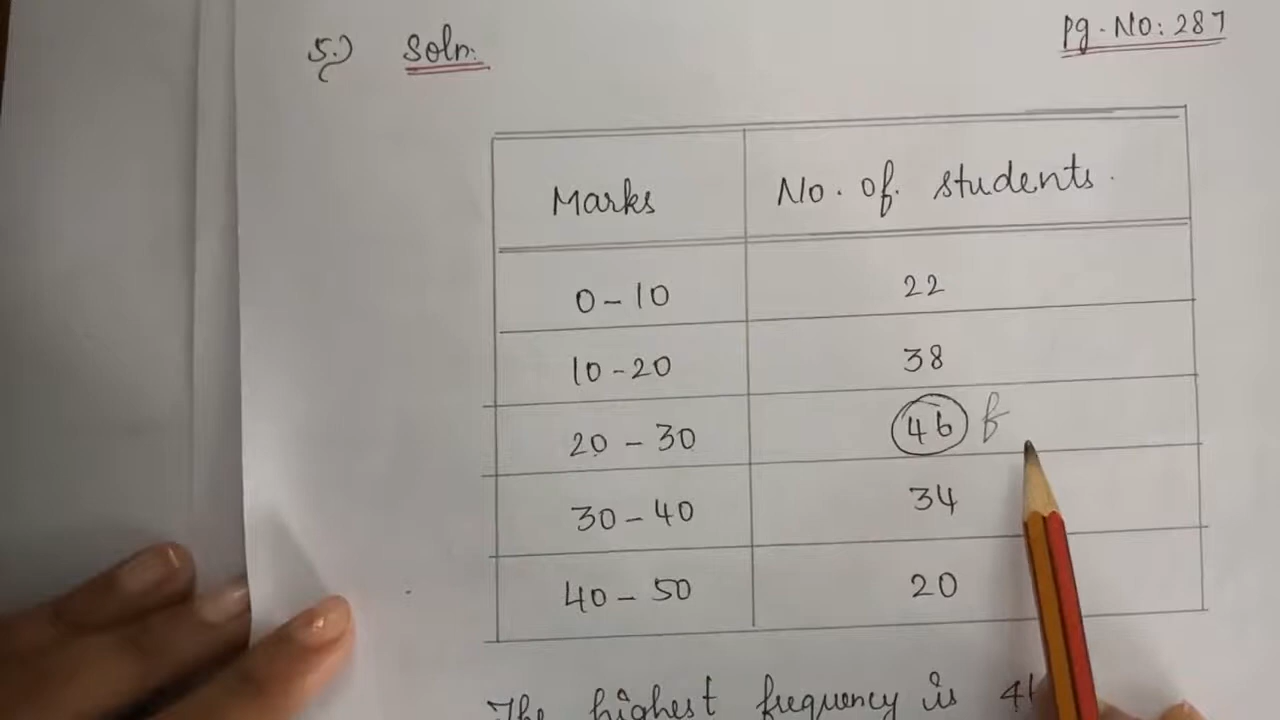 5.) Soln:
Pg. No: 287
Marks No. of. students.
0-10 22
10-20 38
20-30 46 f
30-40 34
40-50 20
The highest frequency is